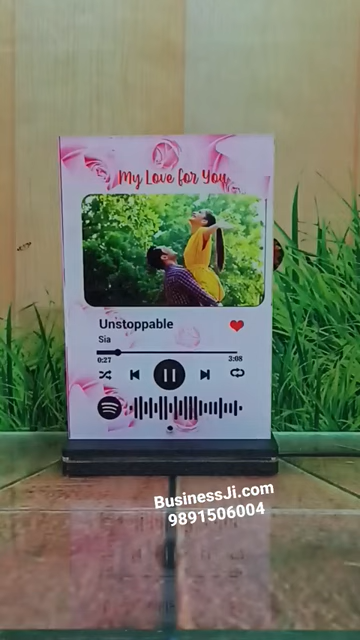 My Love for You
Unstoppable
Sia
0:27
3:08
BusinessJi.com
9891506004